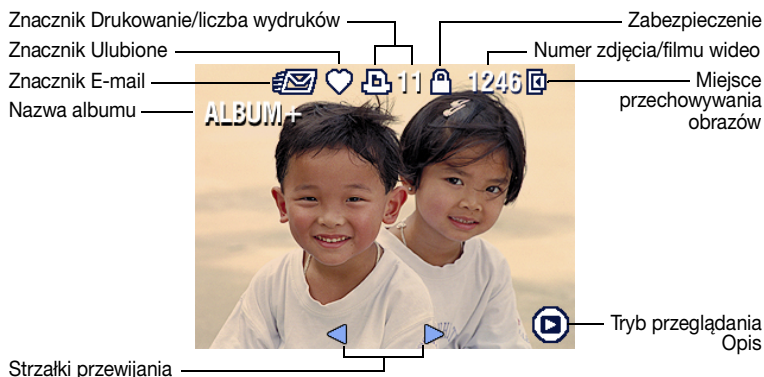 Znacznik Drukowanie/liczba wydruków
Zabezpieczenie
Znacznik Ulubione
Numer zdjęcia/filmu wideo
Znacznik E-mail
11
1246
Miejsce
przechowywania
obrazów
Nazwa albumu
ALBUM+
Tryb przeglądania
Opis
Strzałki przewijania